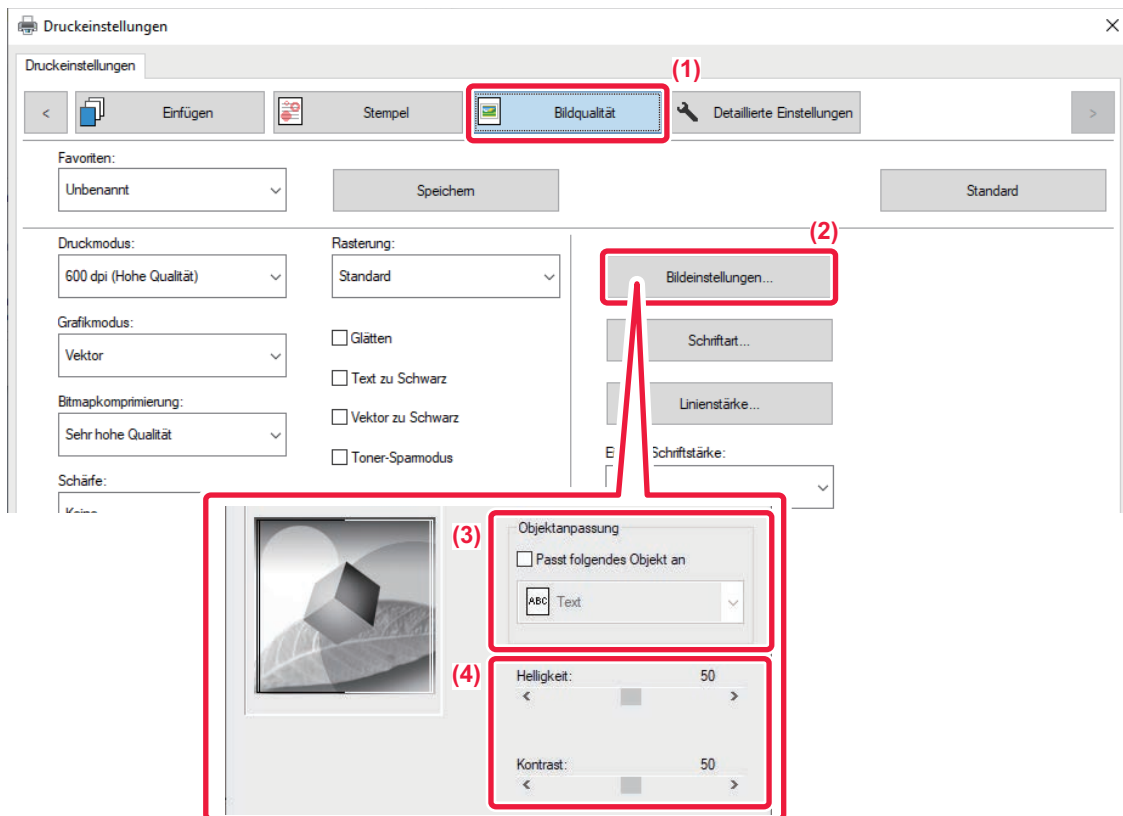 Druckeinstellungen
Druckeinstellungen
(1)
< Einfügen Stempel Bildqualität Detaillierte Einstellungen >
Favoriten:
Unbenannt Speichern Standard
(2)
Druckmodus: Rasterung:
600 dpi (Hohe Qualität) Standard Bildeinstellungen...
Grafikmodus:
Glätten Schriftart...
Vektor
Text zu Schwarz
Bitmapkomprimierung: Linienstärke...
Vektor zu Schwarz
Sehr hohe Qualität
Toner-Sparmodus Schriftstärke:
Schärfe:
Keine
(3) Objektanpassung
Passt folgendes Objekt an
ABC Text
(4) Helligkeit: 50
< >
Kontrast: 50
< >